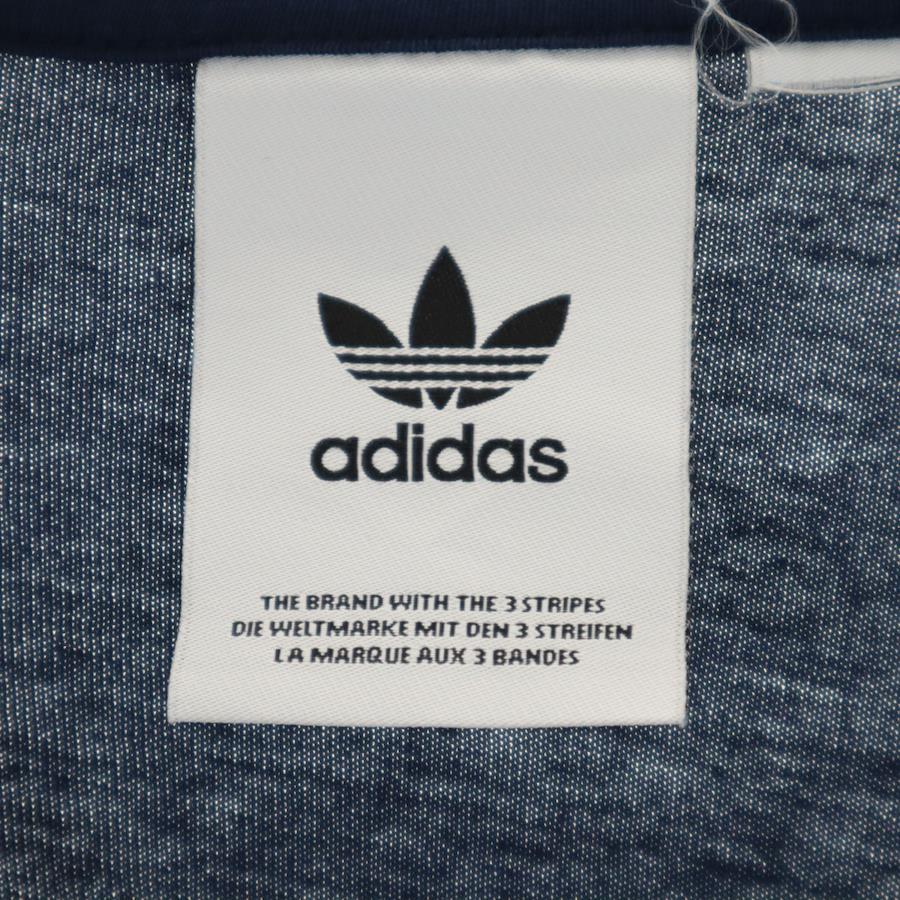 adidas
THE BRAND WITH THE 3 STRIPES
DIE WELTMARKE MIT DEN 3 STREIFEN
LA MARQUE AUX 3 BANDES